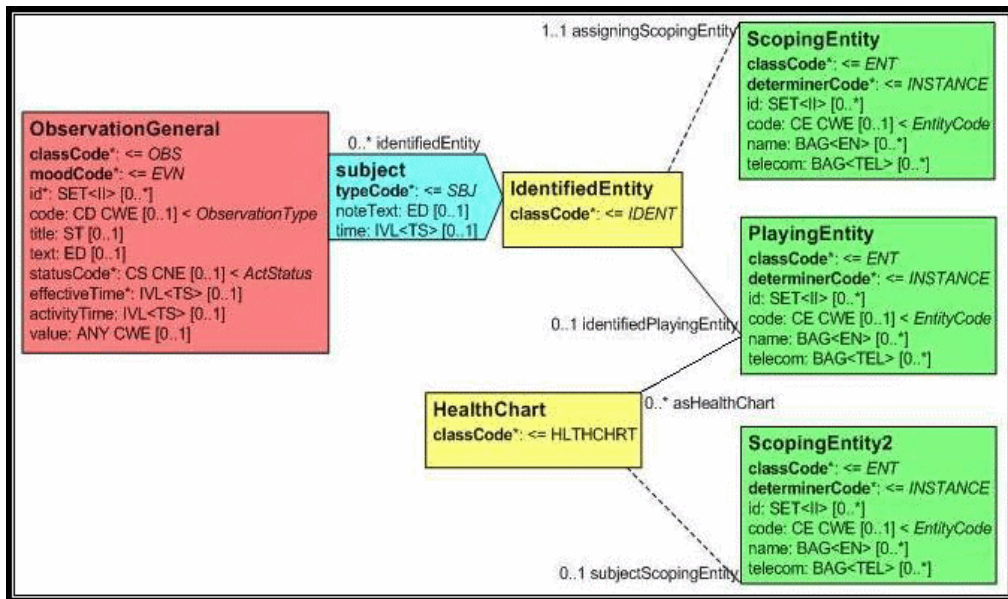 1..1 assigningScopingEntity
ScopingEntity
classCode*: <= ENT
determinerCode*: <= INSTANCE
id: SET<II> [0..*]
code: CE CWE [0..1] < EntityCode
name: BAG<EN> [0..*]
telecom: BAG<TEL> [0..*]
ObservationGeneral
classCode*: <= OBS
moodCode*: <= EVN
id*: SET<II> [0..*]
code: CD CWE [0..1] < ObservationType
title: ST [0..1]
text: ED [0..1]
statusCode*: CS CNE [0..1] < ActStatus
effectiveTime*: IVL<TS> [0..1]
activityTime: IVL<TS> [0..1]
value: ANY CWE [0..1]
0..* identifiedEntity
subject
typeCode*: <= SBJ
noteText: ED [0..1]
time: IVL<TS> [0..1]
IdentifiedEntity
classCode*: <= IDENT
PlayingEntity
classCode*: <= ENT
determinerCode*: <= INSTANCE
id: SET<II> [0..*]
code: CE CWE [0..1] < EntityCode
name: BAG<EN> [0..*]
telecom: BAG<TEL> [0..*]
0..1 identifiedPlayingEntity
HealthChart
classCode*: <= HLTHCHRT
0..* asHealthChart
ScopingEntity2
classCode*: <= ENT
determinerCode*: <= INSTANCE
id: SET<II> [0..*]
code: CE CWE [0..1] < EntityCode
name: BAG<EN> [0..*]
telecom: BAG<TEL> [0..*]
0..1 subjectScopingEntity